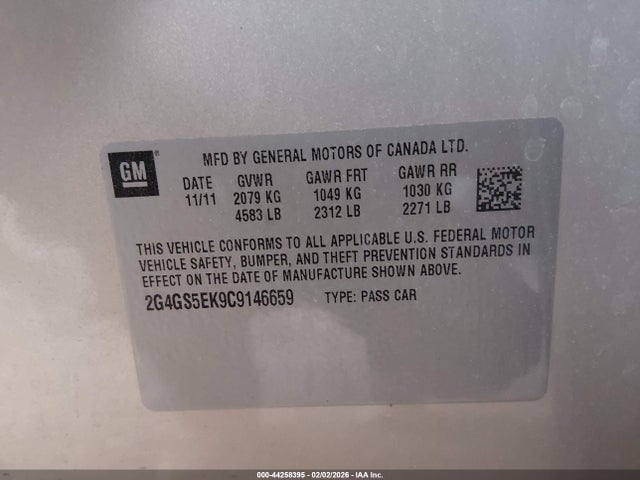 GM®
MFD BY GENERAL MOTORS OF CANADA LTD.
DATE GVWR GAWR FRT GAWR RR
11/11 2079 KG 1049 KG 1030 KG
4583 LB 2312 LB 2271 LB
THIS VEHICLE CONFORMS TO ALL APPLICABLE U.S. FEDERAL MOTOR
VEHICLE SAFETY, BUMPER, AND THEFT PREVENTION STANDARDS IN
EFFECT ON THE DATE OF MANUFACTURE SHOWN ABOVE.
2G4GS5EK9C9146659 TYPE: PASS CAR
000-44258395 - 02/02/2026 - IAA Inc.